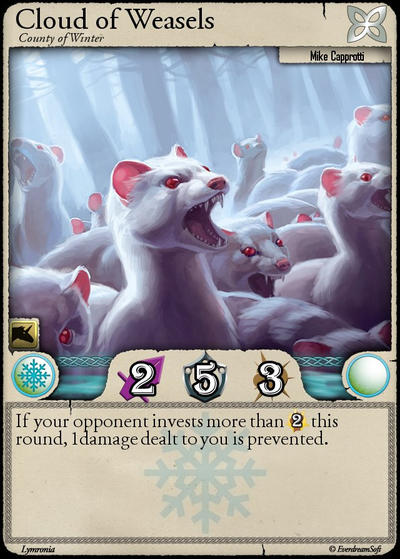 Cloud of Weasels
County of Winter
Mike Capprotti
2 5 3
If your opponent invests more than 2 this
round, 1damage dealt to you is prevented.
Lymronia
© EverdreamSoft